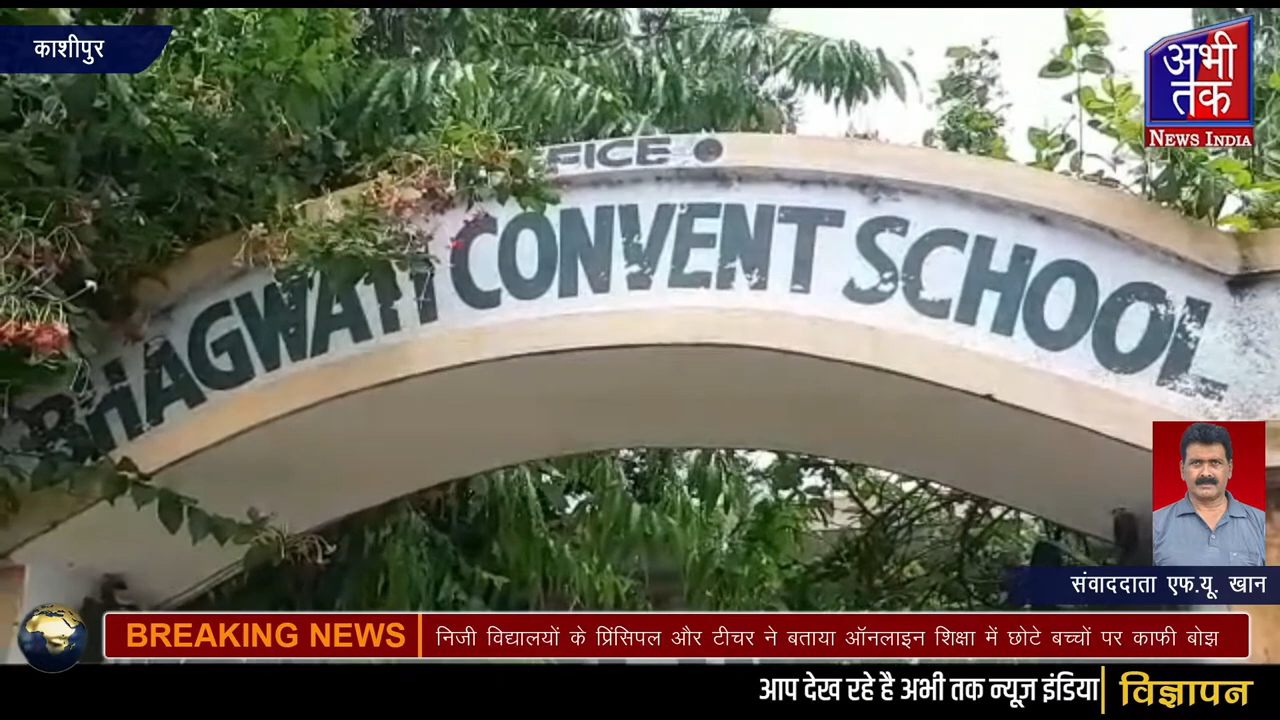 काशीपुर
अभी
तक
NEWS INDIA
FICE
BHAGWATI CONVENT SCHOOL
संवाददाता एफ.यू. खान
BREAKING NEWS
निजी विद्यालयों के प्रिंसिपल और टीचर ने बताया ऑनलाइन शिक्षा में छोटे बच्चों पर काफी बोझ
आप देख रहे है अभी तक न्यूज़ इंडिया
विज्ञापन